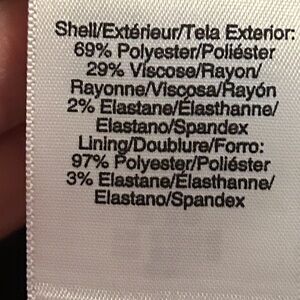 Shell/Extérieur/Tela Exterior:
69% Polyester/Poliéster
29% Viscose/Rayon/
Rayonne/Viscosa/Rayón
2% Elastane/Élasthanne/
Elastano/Spandex
Lining/Doublure/Forro:
97% Polyester/Poliéster
3% Elastane/Élasthanne/
Elastano/Spandex